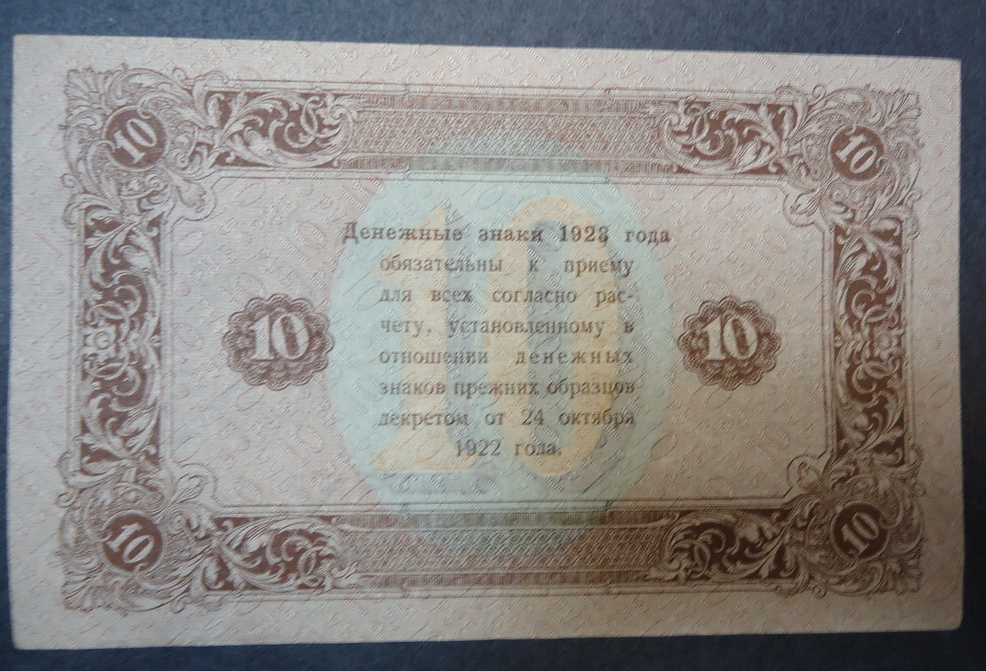 10 10
Денежные знаки 1923 года
обязательны к приему
для всех согласно рас-
10 чету, установленному в 10
отношении денежных
знаков прежних образцов
декретом от 24 октября
1922 года.
10
10 10